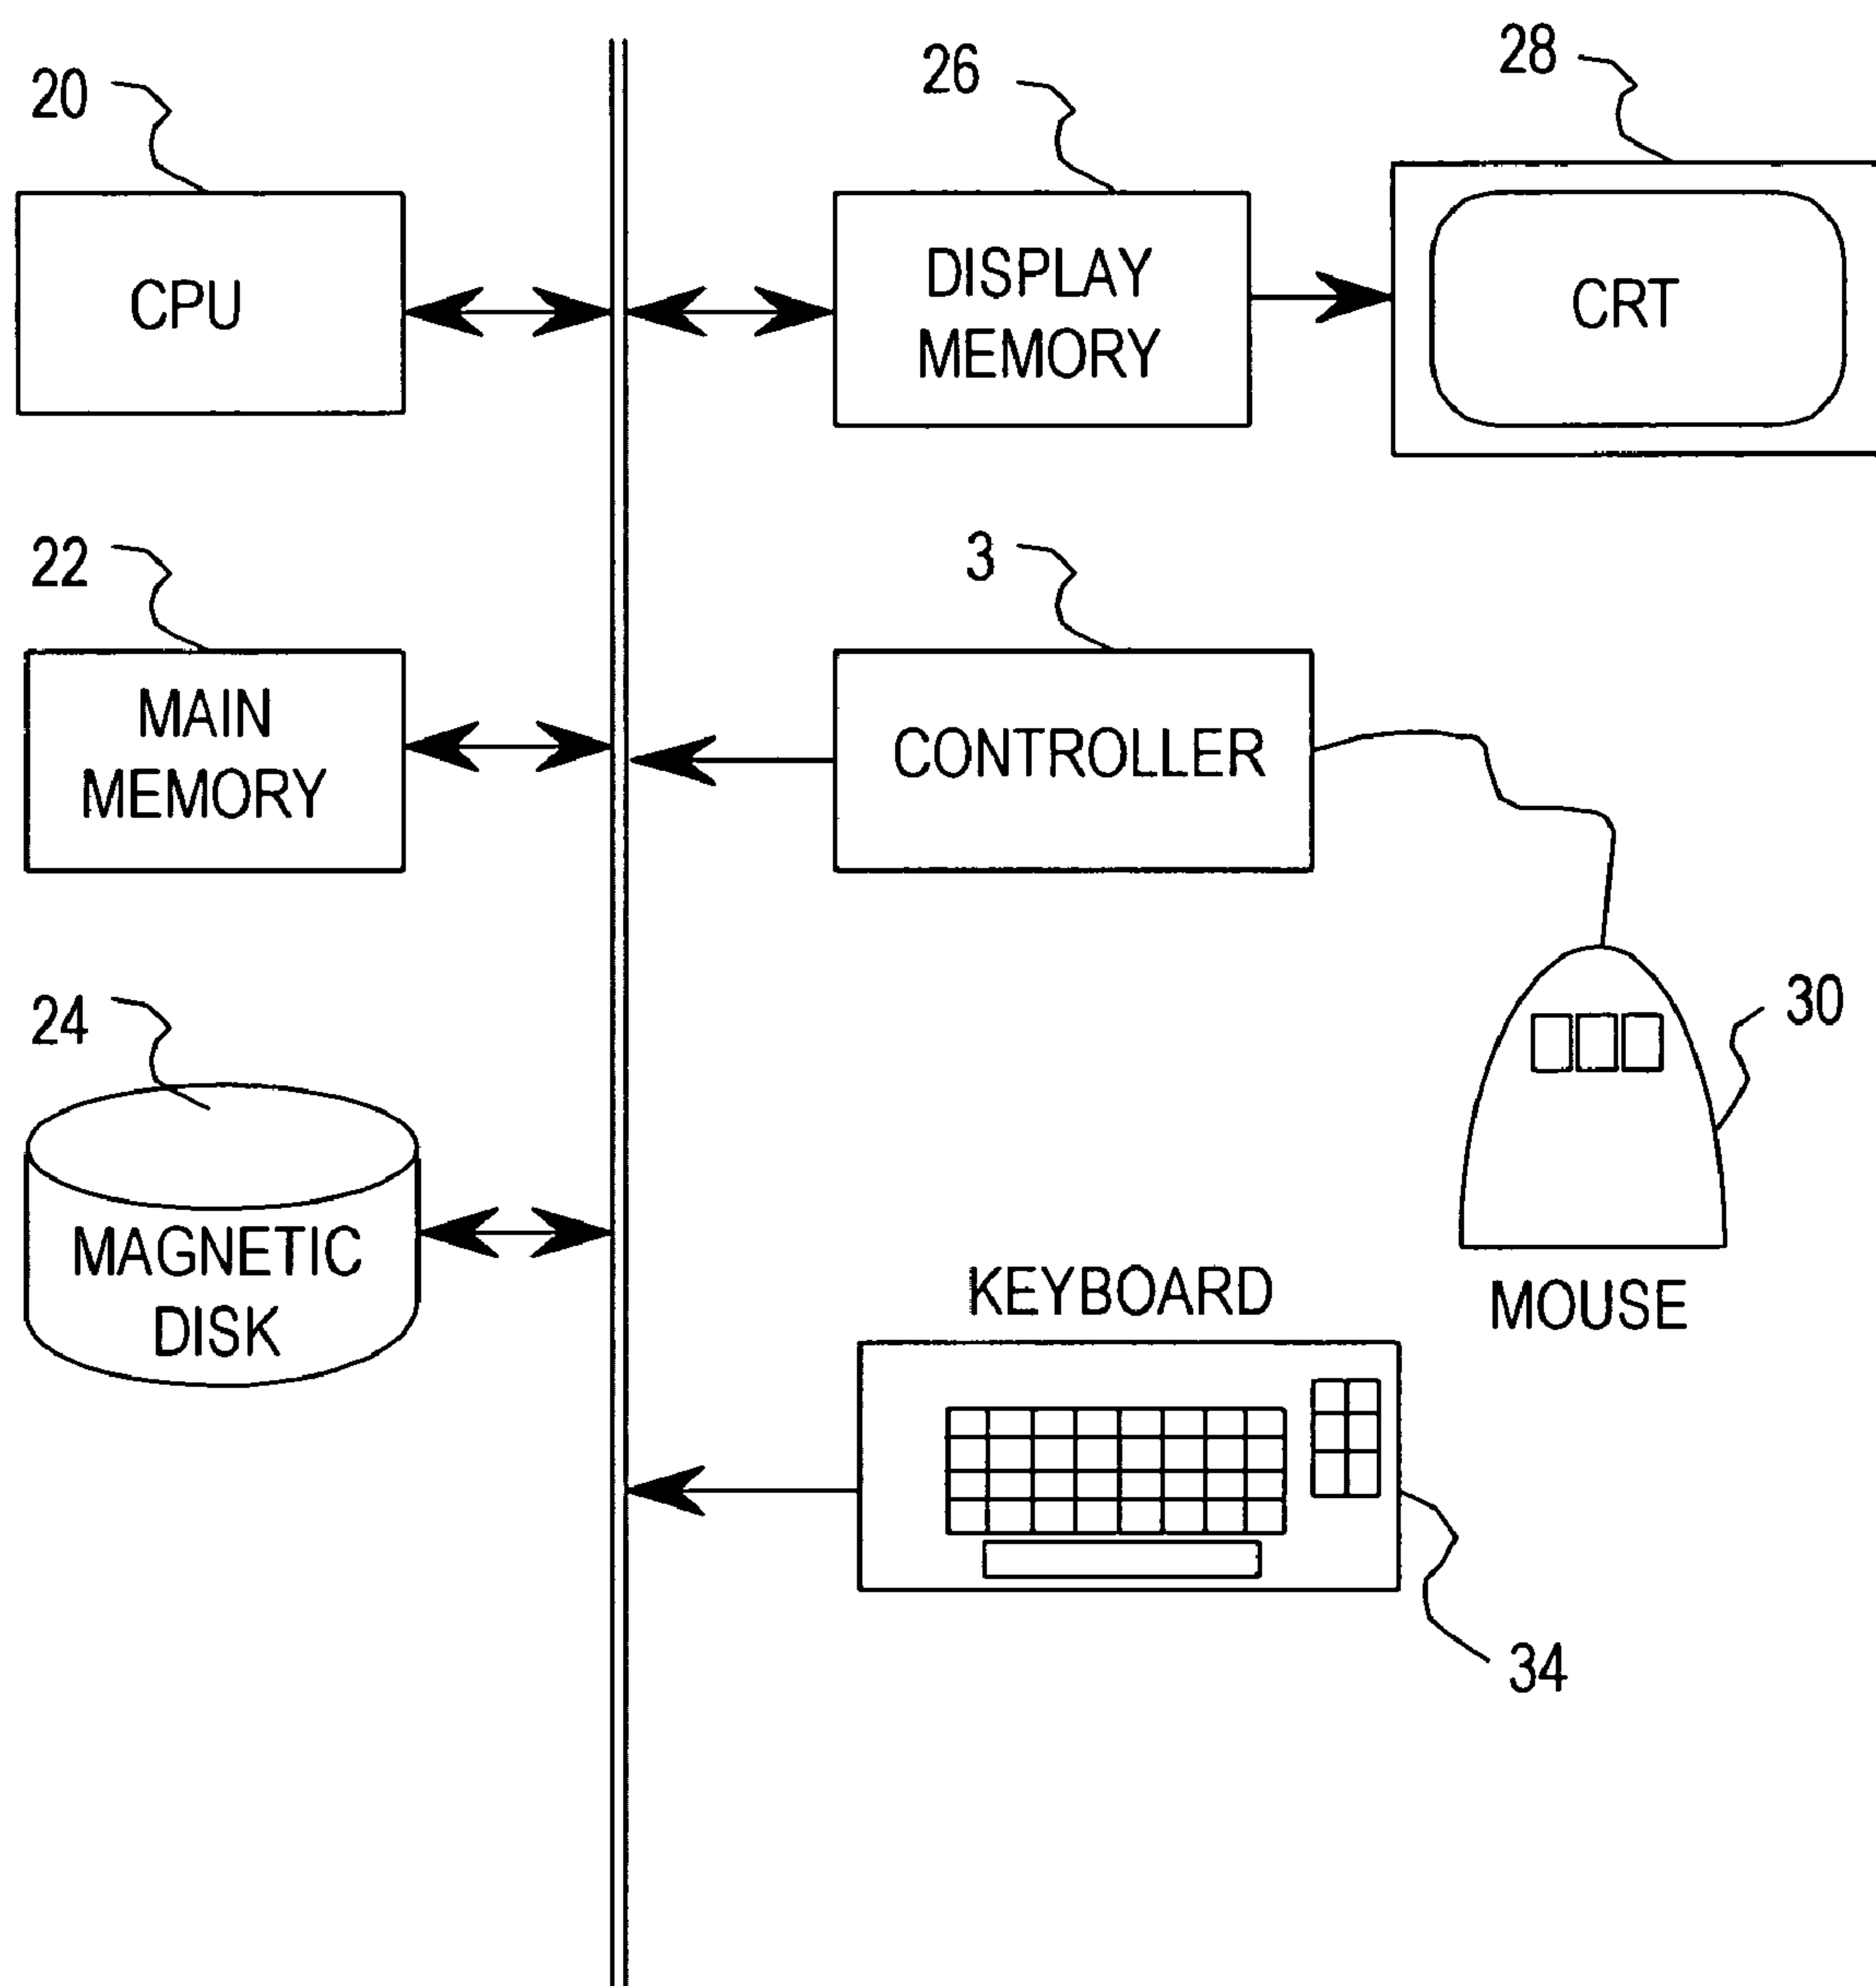 20
26
28
CPU
DISPLAY
MEMORY
CRT
22
3
MAIN
MEMORY
CONTROLLER
24
30
MAGNETIC
DISK
KEYBOARD
MOUSE
34